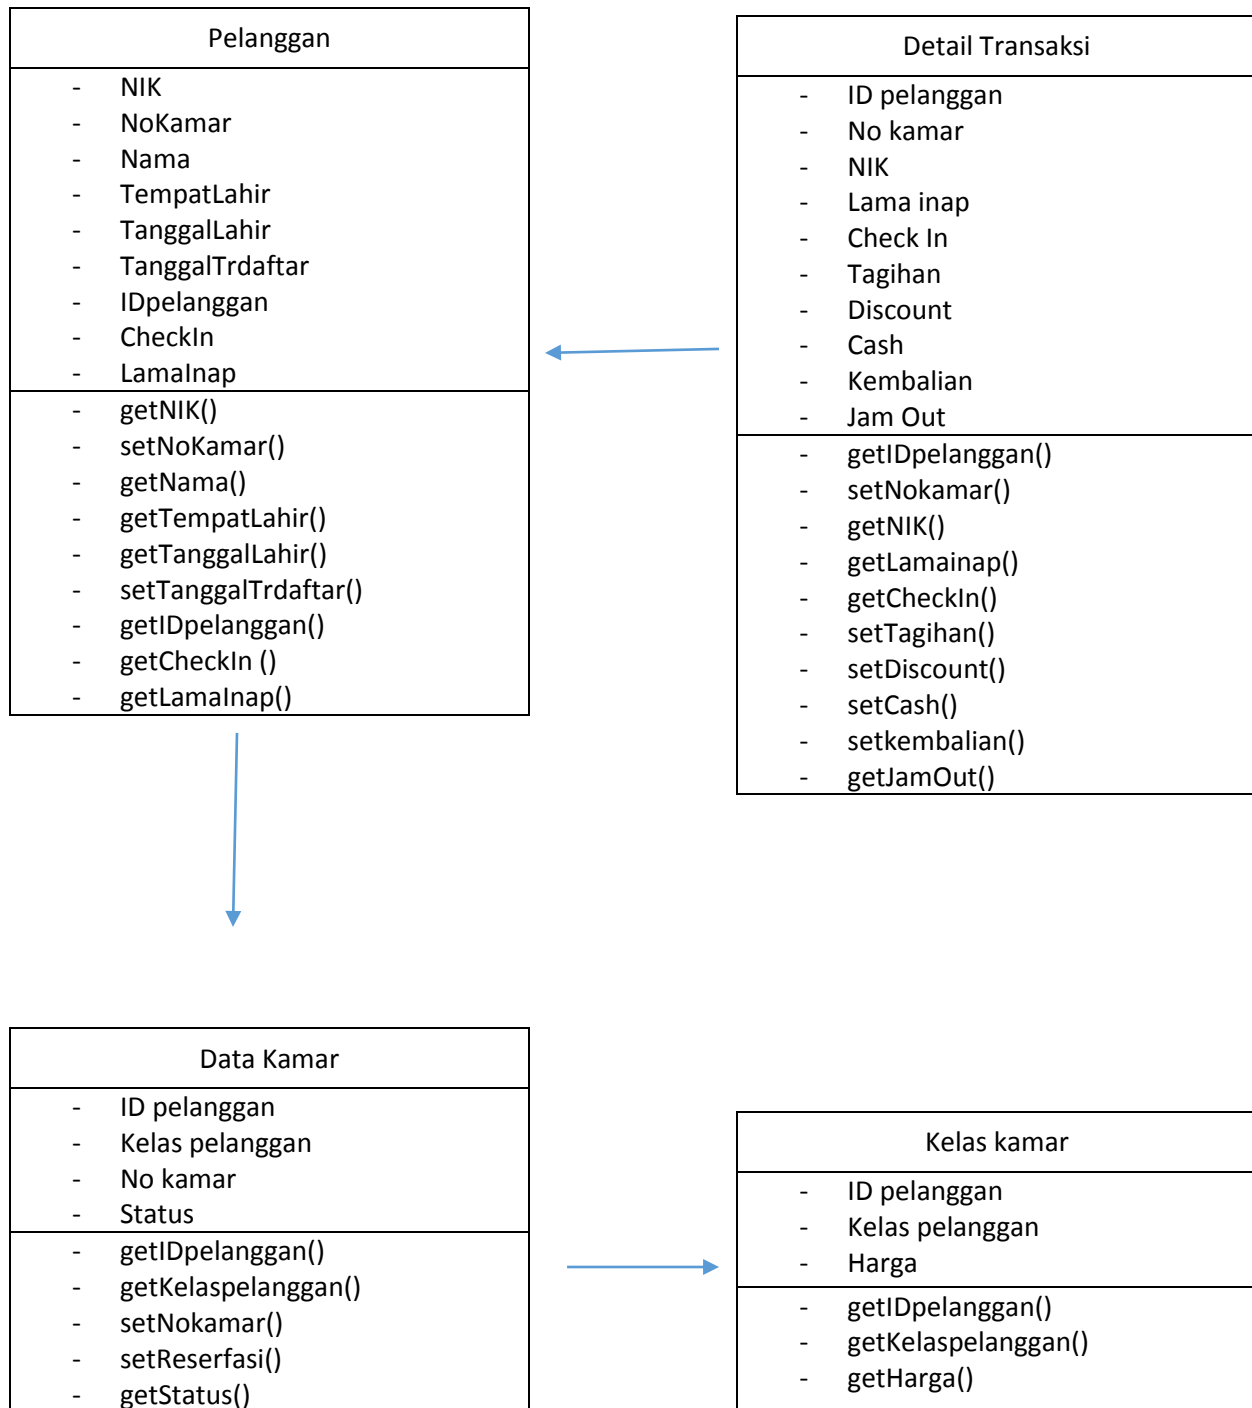 Pelanggan
- NIK
- NoKamar
- Nama
- TempatLahir
- TanggalLahir
- TanggalTrdaftar
- IDpelanggan
- CheckIn
- LamaInap
- getNIK()
- setNoKamar()
- getNama()
- getTempatLahir()
- getTanggalLahir()
- setTanggalTrdaftar()
- getIDpelanggan()
- getCheckIn ()
- getLamaInap()
Detail Transaksi
- ID pelanggan
- No kamar
- NIK
- Lama inap
- Check In
- Tagihan
- Discount
- Cash
- Kembalian
- Jam Out
- getIDpelanggan()
- setNokamar()
- getNIK()
- getLamainap()
- getCheckIn()
- setTagihan()
- setDiscount()
- setCash()
- setkembalian()
- getJamOut()
Data Kamar
- ID pelanggan
- Kelas pelanggan
- No kamar
- Status
- getIDpelanggan()
- getKelaspelanggan()
- setNokamar()
- setReserfasi()
- getStatus()
Kelas kamar
- ID pelanggan
- Kelas pelanggan
- Harga
- getIDpelanggan()
- getKelaspelanggan()
- getHarga()